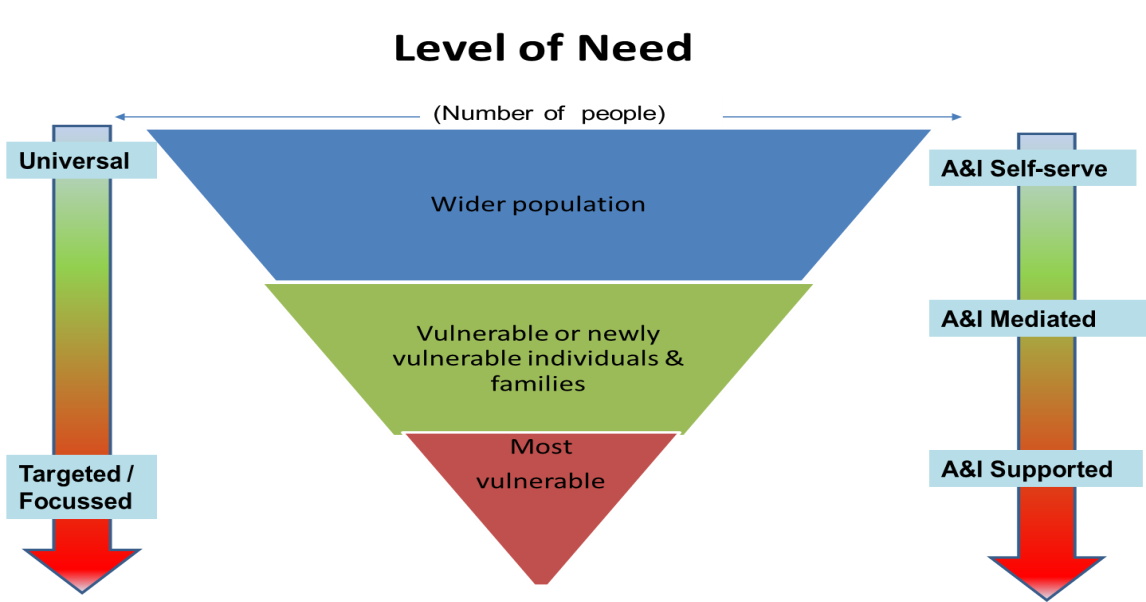 Level of Need
(Number of people)
Universal
A&I Self-serve
Wider population
A&I Mediated
Vulnerable or newly
vulnerable individuals &
families
Most
vulnerable
Targeted /
Focussed
A&I Supported